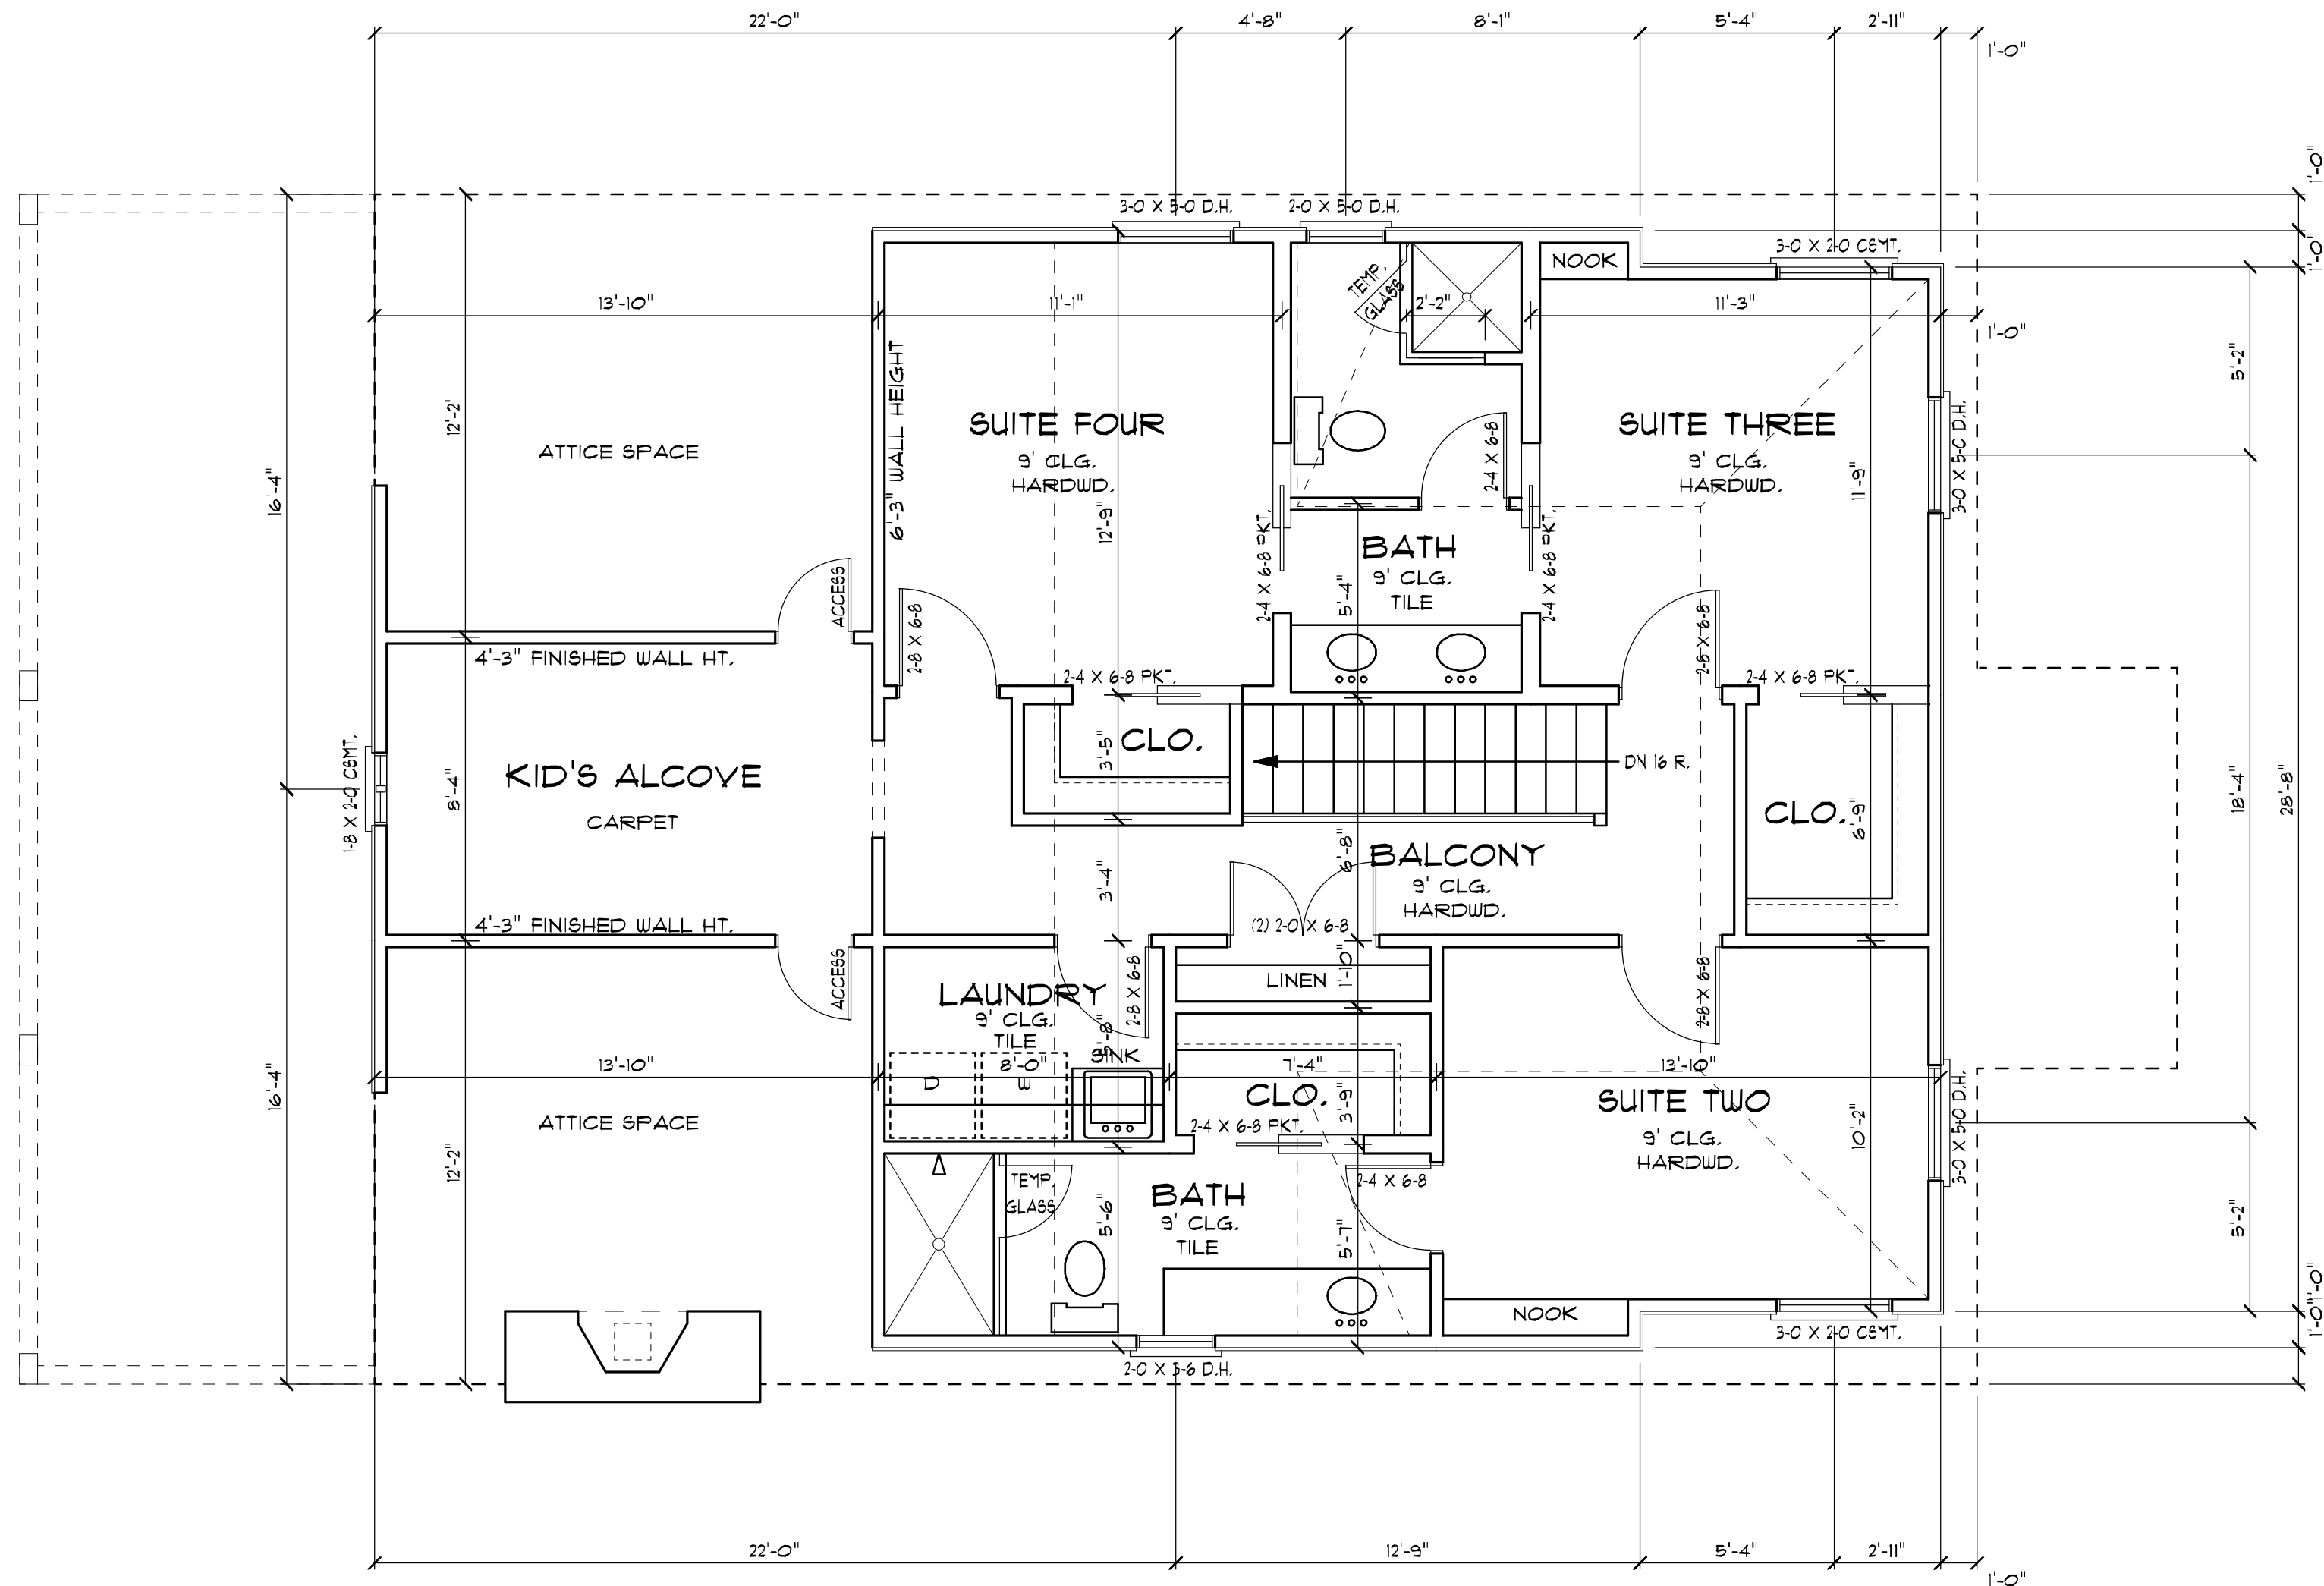 22'-0"
4'-8"
8'-1"
5'-4"
2'-11"
1'-0"
1'-0"
3-0 X 5-0 D.H.
2-0 X 5-0 D.H.
3-0 X 2-0 CSMT.
1'-0"
NOOK
TEMP.
GLASS
13'-10"
11'-1"
2'-2"
11'-3"
1'-0"
5'-2"
12'-2"
16'-4"
6'-3" WALL HEIGHT
ATTICE SPACE
SUITE FOUR
9' CLG.
HARDWD.
12'-9"
2-4 X 6-8
SUITE THREE
9' CLG.
HARDWD.
11'-9"
3-0 X 5-0 D.H.
2-4 X 6-8 PKT.
BATH
9' CLG.
TILE
5'-4"
2-4 X 6-8 PKT.
ACCESS
2-8 X 6-8
2-8 X 6-8
4'-3" FINISHED WALL HT.
2-4 X 6-8 PKT.
2-4 X 6-8 PKT.
1-8 X 2-0 CSMT.
8'-4"
KID'S ALCOVE
CARPET
CLO.
3'-5"
DN 16 R.
CLO.
6'-9"
18'-4"
28'-8"
6'-8"
BALCONY
9' CLG.
HARDWD.
3'-4"
4'-3" FINISHED WALL HT.
(2) 2-0 X 6-8
ACCESS
LAUNDRY
9' CLG.
TILE
2-8 X 6-8
LINEN
1'-10"
2-8 X 6-8
5'-8"
SINK
13'-10"
8'-0"
7'-4"
13'-10"
D
W
16'-4"
ATTICE SPACE
CLO.
3'-9"
2-4 X 6-8 PKT.
SUITE TWO
9' CLG.
HARDWD.
10'-2"
3-0 X 5-0 D.H.
12'-2"
TEMP.
GLASS
5'-6"
BATH
9' CLG.
TILE
2-4 X 6-8
5'-7"
5'-2"
NOOK
1'-0"
1'-0"
3-0 X 2-0 CSMT.
2-0 X 3-6 D.H.
22'-0"
12'-9"
5'-4"
2'-11"
1'-0"